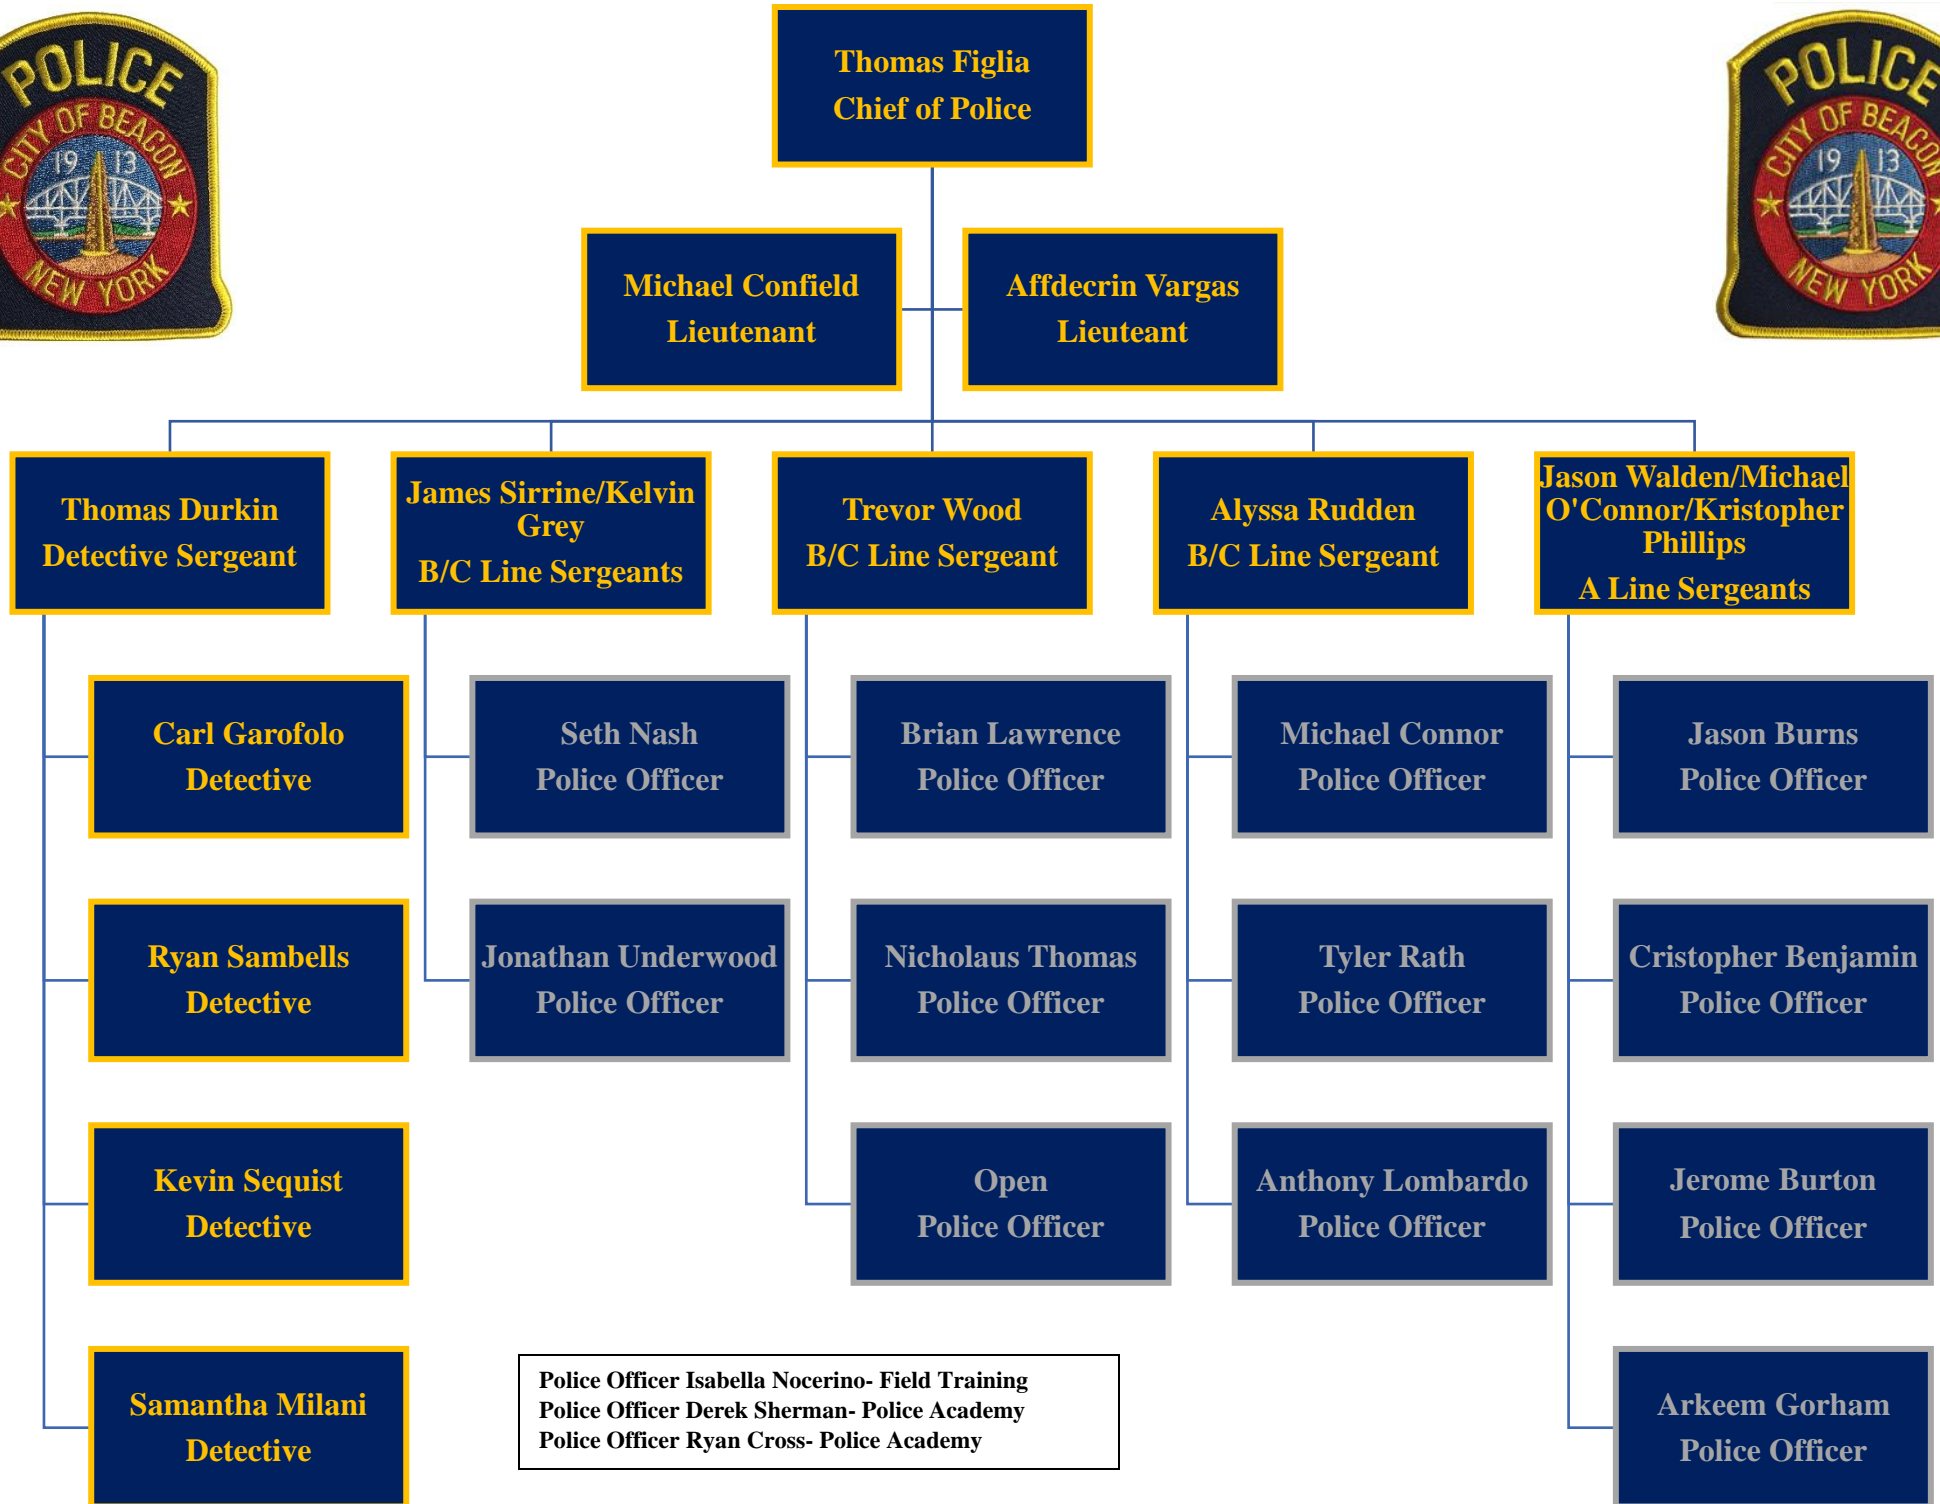 POLICE
CITY OF BEACON
19 13
NEW YORK
Thomas Figlia
Chief of Police
POLICE
CITY OF BEACON
19 13
NEW YORK
Michael Confield
Lieutenant
Affdecrin Vargas
Lieuteant
Thomas Durkin
Detective Sergeant
James Sirrine/Kelvin
Grey
B/C Line Sergeants
Trevor Wood
B/C Line Sergeant
Alyssa Rudden
B/C Line Sergeant
Jason Walden/Michael
O'Connor/Kristopher
Phillips
A Line Sergeants
Carl Garofolo
Detective
Ryan Sambells
Detective
Kevin Sequist
Detective
Samantha Milani
Detective
Seth Nash
Police Officer
Jonathan Underwood
Police Officer
Brian Lawrence
Police Officer
Nicholaus Thomas
Police Officer
Open
Police Officer
Michael Connor
Police Officer
Tyler Rath
Police Officer
Anthony Lombardo
Police Officer
Jason Burns
Police Officer
Cristopher Benjamin
Police Officer
Jerome Burton
Police Officer
Arkeem Gorham
Police Officer
Police Officer Isabella Nocerino- Field Training
Police Officer Derek Sherman- Police Academy
Police Officer Ryan Cross- Police Academy